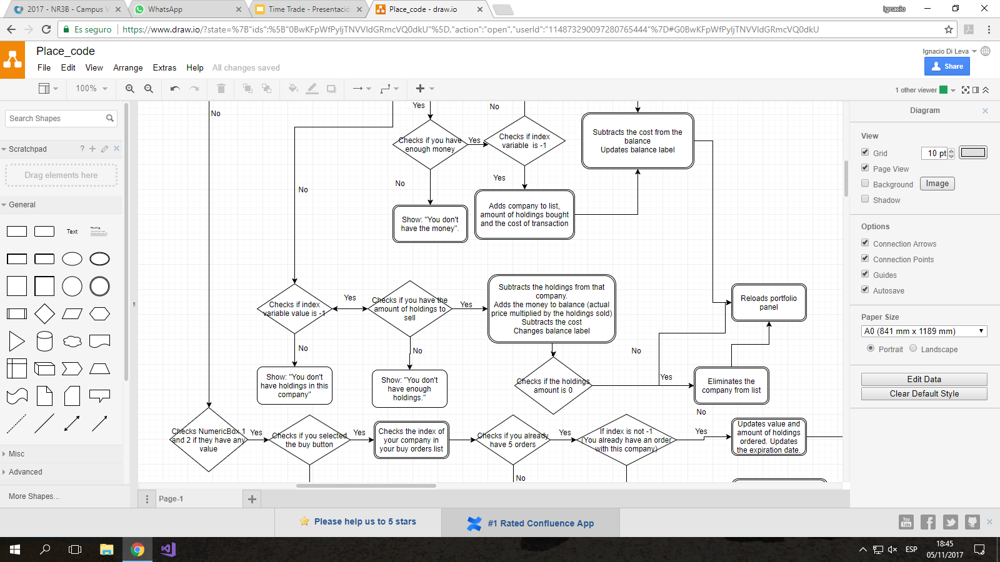 2017 - NR3B - Campus V
WhatsApp
Time Trade - Presentació
Place_code - draw.io
Ignacio
Es seguro
https://www.draw.io/?state=%7B"ids":%5B"0BwKFpWfPyIjTNVVIdGRmcVQ0dkU"%5D,"action":"open","userId":"114873290097280765444"%7D#G0BwKFpWfPyIjTNVVIdGRmcVQ0dkU
Place_code
Ignacio Di Leva
File Edit View Arrange Extras Help All changes saved
Share
100%
1 other viewer
Search Shapes
Scratchpad
?
Drag elements here
General
Text
Heading
Misc
Advanced
More Shapes...
No
Yes
No
Checks if you have
enough money
Yes
Checks if index
variable is -1
Subtracts the cost from the
balance
Updates balance label
No
Yes
No
Show: "You don't
have the money".
Adds company to list,
amount of holdings bought
and the cost of transaction
Checks if index
variable value is -1
Yes
Checks if you have the
amount of holdings to
sell
Yes
Subtracts the holdings from that
company.
Adds the money to balance (actual
price multiplied by the holdings sold)
Subtracts the cost
Changes balance label
Reloads portfolio
panel
No
No
No
Show: "You don't
have holdings in this
company"
Show: "You don't
have enough
holdings."
Checks if the holdings
amount is 0
Yes
Eliminates the
company from list
No
Checks NumericBox 1
and 2 if they have any
value
Yes
Checks if you selected
the buy button
Yes
Checks the index of
your company in
your buy orders list
Checks if you already
have 5 orders
Yes
If index is not -1
(You already have an order
with this company)
Yes
Updates value and
amount of holdings
ordered. Updates
the expiration date.
No
Page-1
Diagram
View
Grid
10 pt
Page View
Background
Image
Shadow
Options
Connection Arrows
Connection Points
Guides
Autosave
Paper Size
A0 (841 mm x 1189 mm)
Portrait
Landscape
Edit Data
Clear Default Style
Please help us to 5 stars
#1 Rated Confluence App
You
Tube
ESP
18:45
05/11/2017